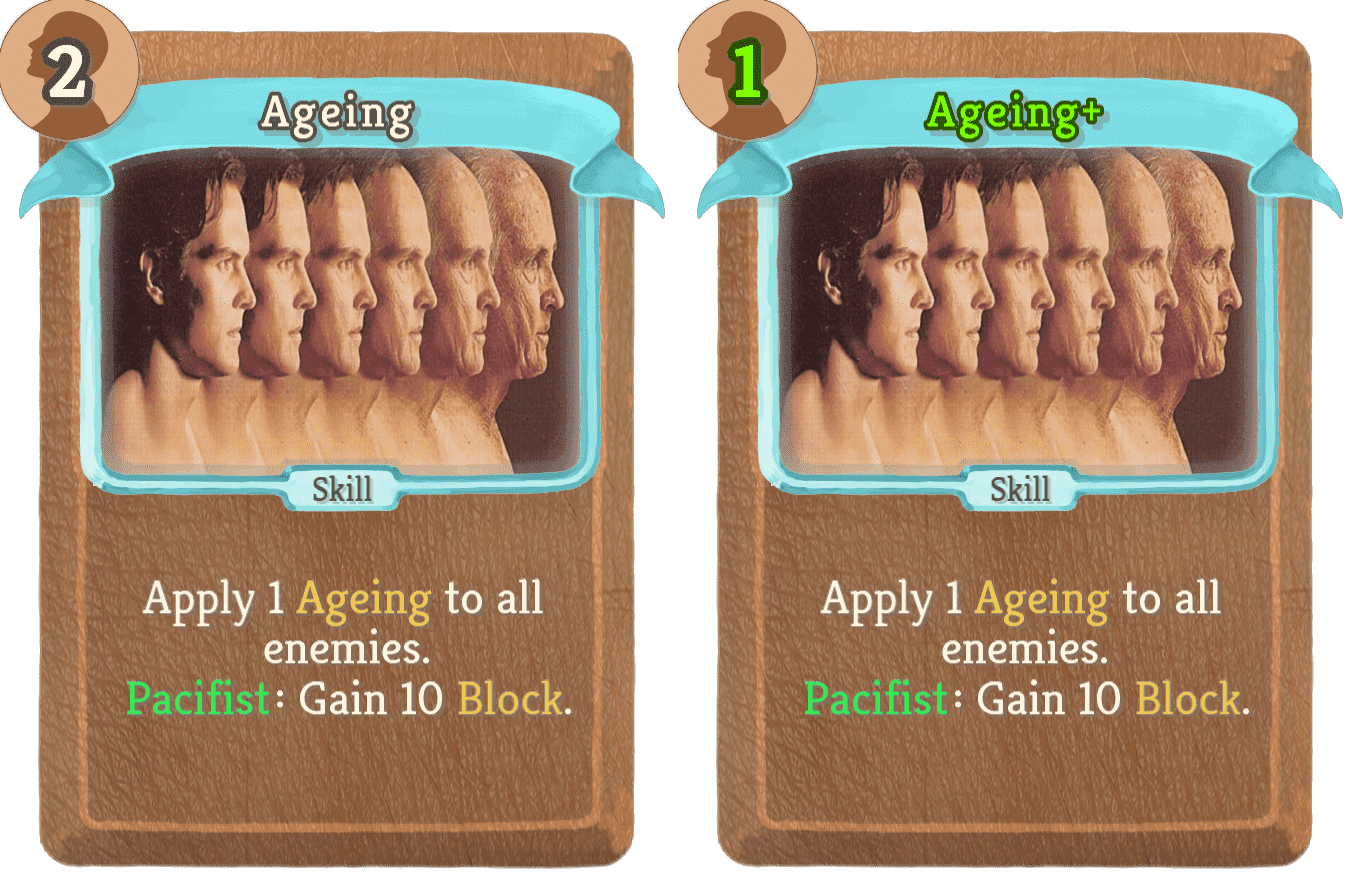 2
Ageing
Skill
Apply 1 Ageing to all
enemies.
Pacifist: Gain 10 Block.
1
Ageing+
Skill
Apply 1 Ageing to all
enemies.
Pacifist: Gain 10 Block.